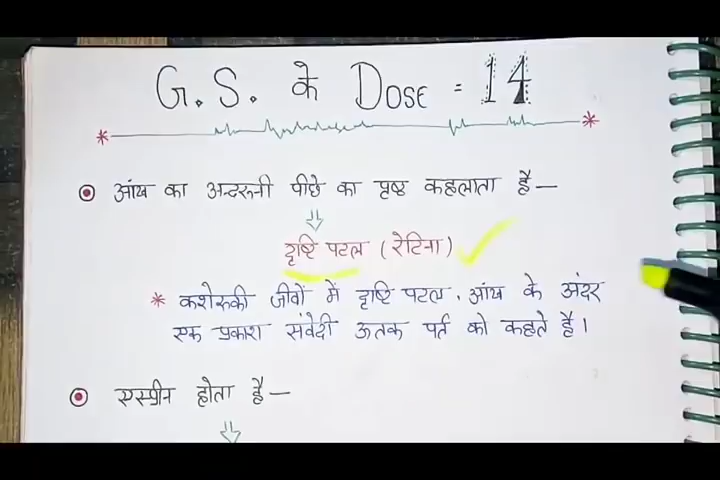 G.S. के DOSE = 14
आंख का अन्दरुनी पीछे का पृष्ठ कहलाता है —
दृष्टि पटल (रेटिना)
* कशेरुकी जीवों में दृष्टि पटल, आंख के अंदर
एक प्रकाश संवेदी ऊतक पर्त को कहते है।
एस्प्रीन होता है —